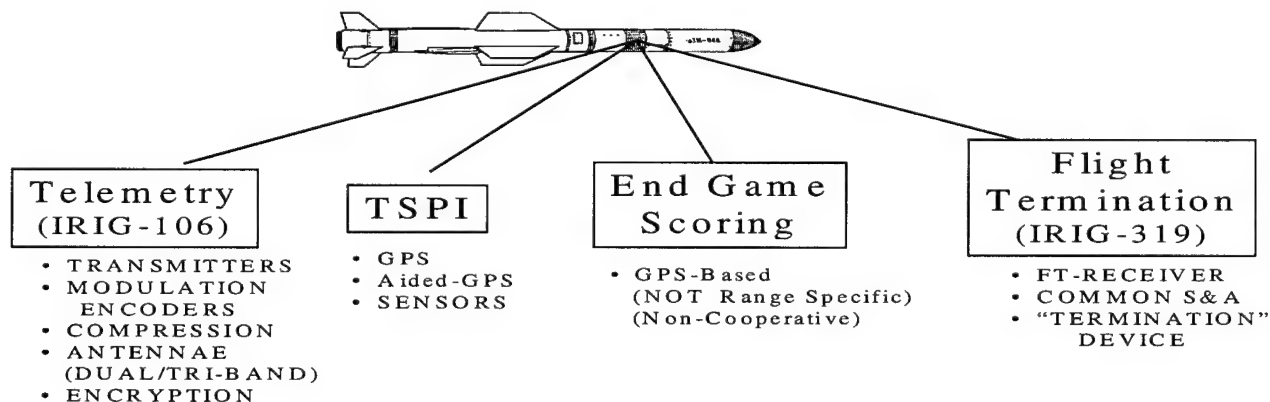 Telemetry
(IRIG-106)
• TRANSMITTERS
• MODULATION
ENCODERS
• COMPRESSION
• ANTENNAE
(DUAL/TRI-BAND)
• ENCRYPTION
TSPI
• GPS
• Aided-GPS
• SENSORS
End Game
Scoring
• GPS-Based
(NOT Range Specific)
(Non-Cooperative)
Flight
Termination
(IRIG-319)
• FT-RECEIVER
• COMMON S&A
• “TERMINATION”
DEVICE